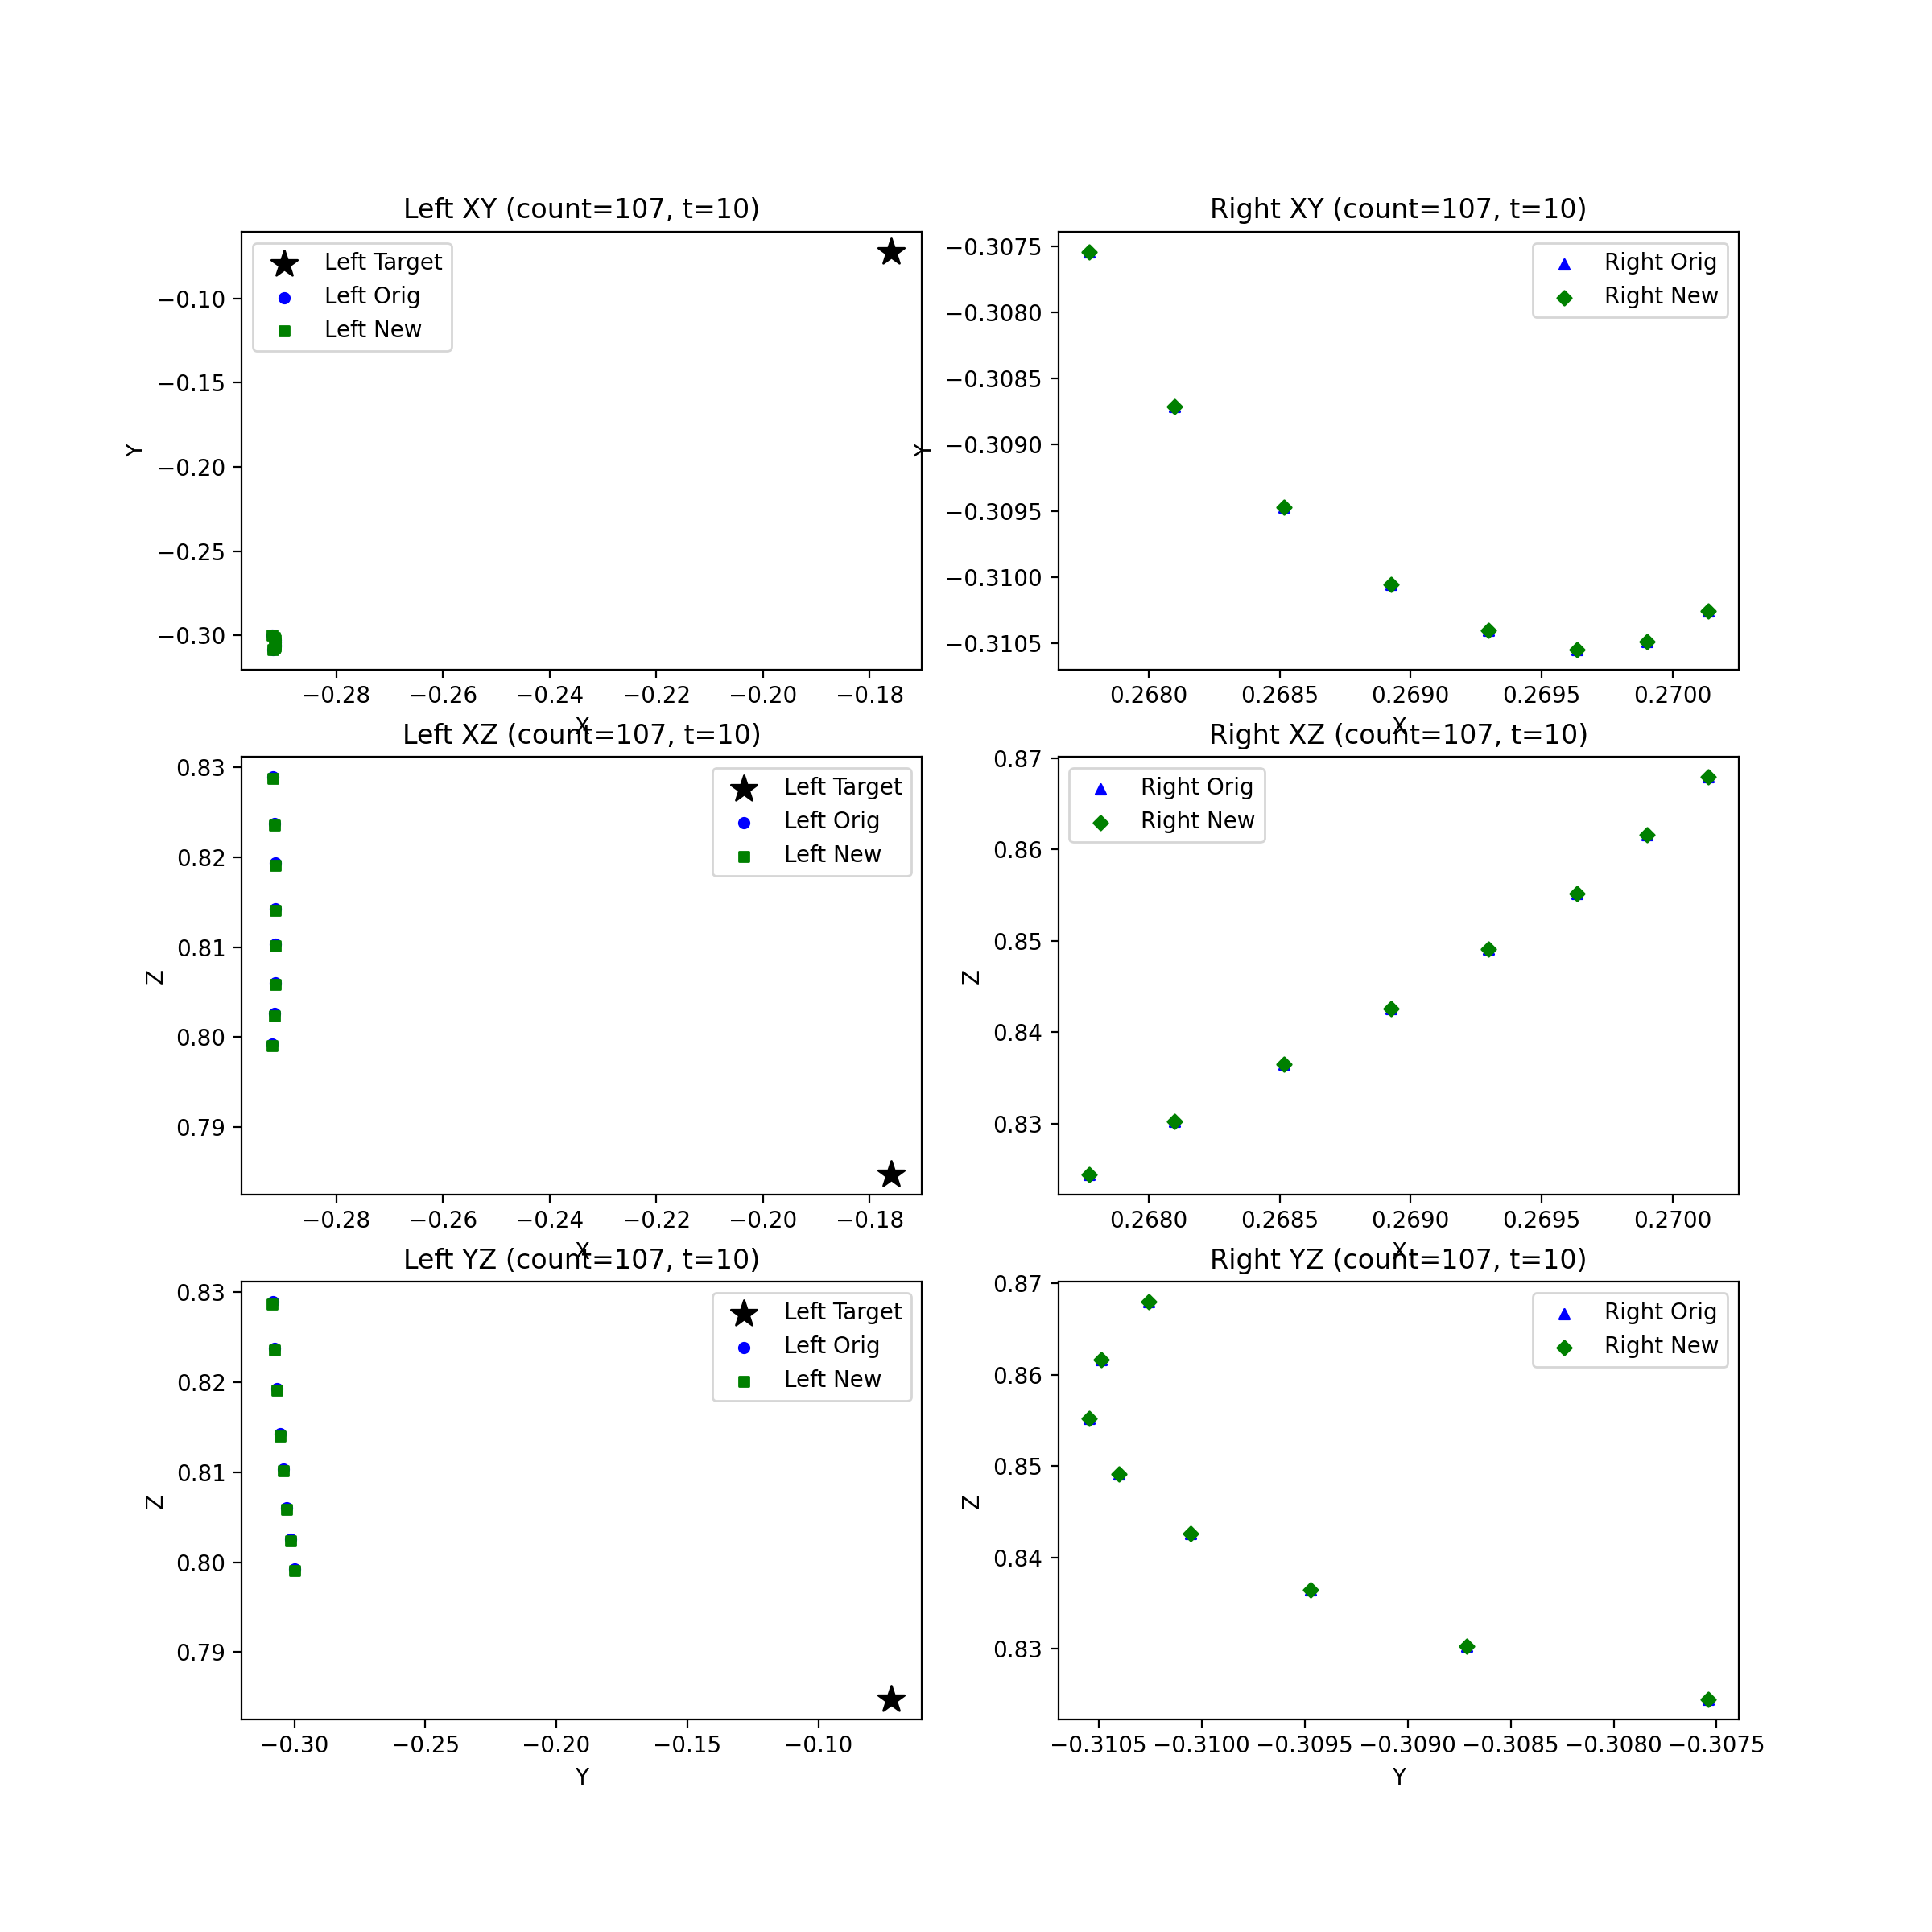 Left XY (count=107, t=10)
Left Target
Left Orig
Left New
−0.10
−0.15
−0.20
−0.25
−0.30
Y
−0.28 −0.26 −0.24 −0.22 −0.20 −0.18
X
Right XY (count=107, t=10)
Right Orig
Right New
−0.3075
−0.3080
−0.3085
−0.3090
−0.3095
−0.3100
−0.3105
Y
0.2680 0.2685 0.2690 0.2695 0.2700
X
Left XZ (count=107, t=10)
Left Target
Left Orig
Left New
0.83
0.82
0.81
0.80
0.79
Z
−0.28 −0.26 −0.24 −0.22 −0.20 −0.18
X
Right XZ (count=107, t=10)
Right Orig
Right New
0.87
0.86
0.85
0.84
0.83
Z
0.2680 0.2685 0.2690 0.2695 0.2700
X
Left YZ (count=107, t=10)
Left Target
Left Orig
Left New
0.83
0.82
0.81
0.80
0.79
Z
−0.30 −0.25 −0.20 −0.15 −0.10
Y
Right YZ (count=107, t=10)
Right Orig
Right New
0.87
0.86
0.85
0.84
0.83
Z
−0.3105 −0.3100 −0.3095 −0.3090 −0.3085 −0.3080 −0.3075
Y